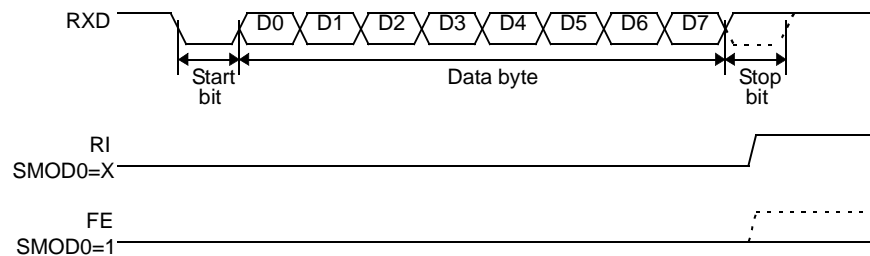 RXD
D0 D1 D2 D3 D4 D5 D6 D7
Start
bit
Data byte
Stop
bit
RI
SMOD0=X
FE
SMOD0=1